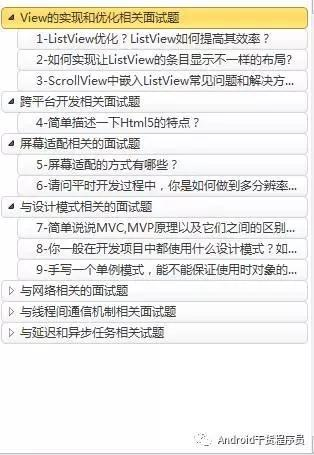 View的实现和优化相关面试题
1-ListView优化？ListView如何提高其效率？
2-如何实现让ListView的条目显示不一样的布局?
3-ScrollView中嵌入ListView常见问题和解决方...
跨平台开发相关面试题
4-简单描述一下Html5的特点？
屏幕适配相关面试题
5-屏幕适配的方式有哪些？
6-请问平时开发过程中，你是如何做到多分辨率...
与设计模式相关的面试题
7-简单说说MVC,MVP原理以及它们之间的区别...
8-你一般在开发项目中都使用什么设计模式？如...
9-手写一个单例模式，能不能保证使用时对象的...
与网络相关的面试题
与线程间通信机制相关面试题
与延迟和异步任务相关试题
Android干货程序员